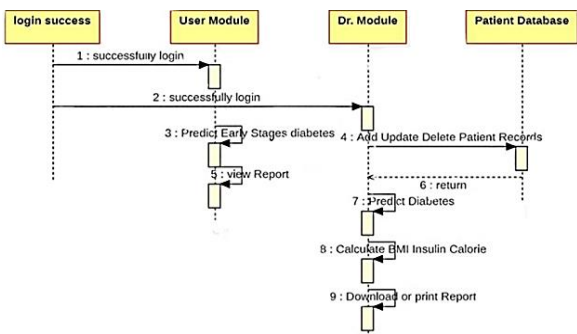 login success
User Module
Dr. Module
Patient Database
1 : successfully login
2 : successfully login
3 : Predict Early Stages diabetes
4 : Add Update Delete Patient Records
5 : view Report
6 : return
7 : Predict Diabetes
8 : Calculate BMI Insulin Calorie
9 : Download or print Report